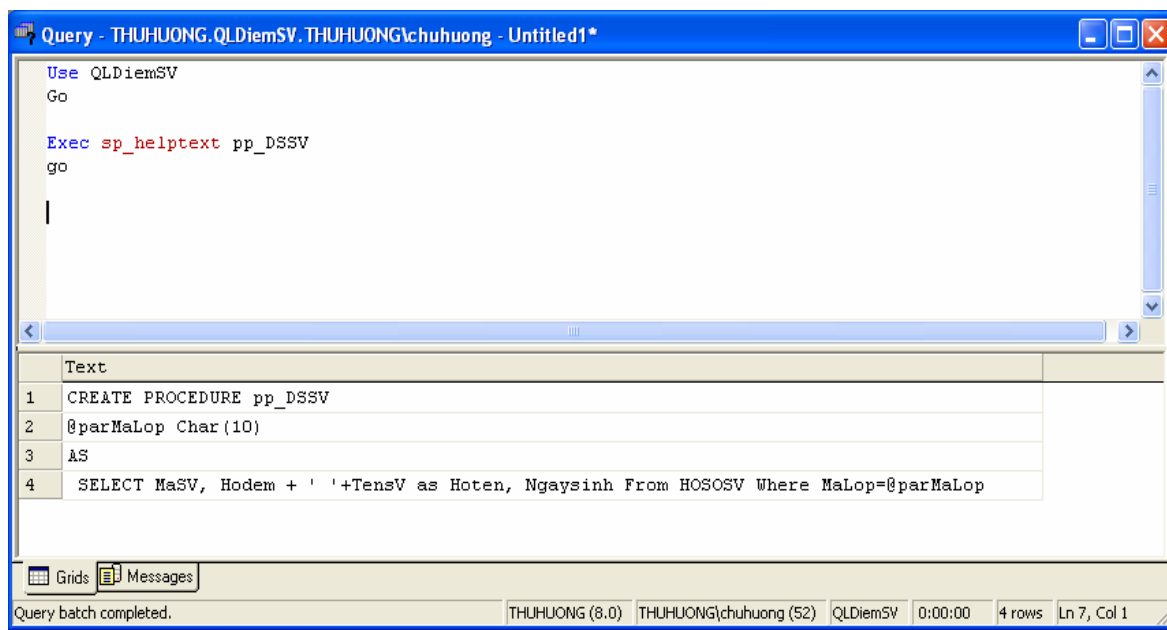 Query - THUHUONG.QLDiemSV.THUHUONG\chuhuong - Untitled1*
Use QLDiemSV
Go
Exec sp_helptext pp_DSSV
go
Text
1 CREATE PROCEDURE pp_DSSV
2 @parMaLop Char(10)
3 AS
4 SELECT MaSV, Hodem + ' '+TensV as Hoten, Ngaysinh From HOSOSV Where MaLop=@parMaLop
Grids Messages
Query batch completed. THUHUONG (8.0) THUHUONG\chuhuong (52) QLDiemSV 0:00:00 4 rows Ln 7, Col 1